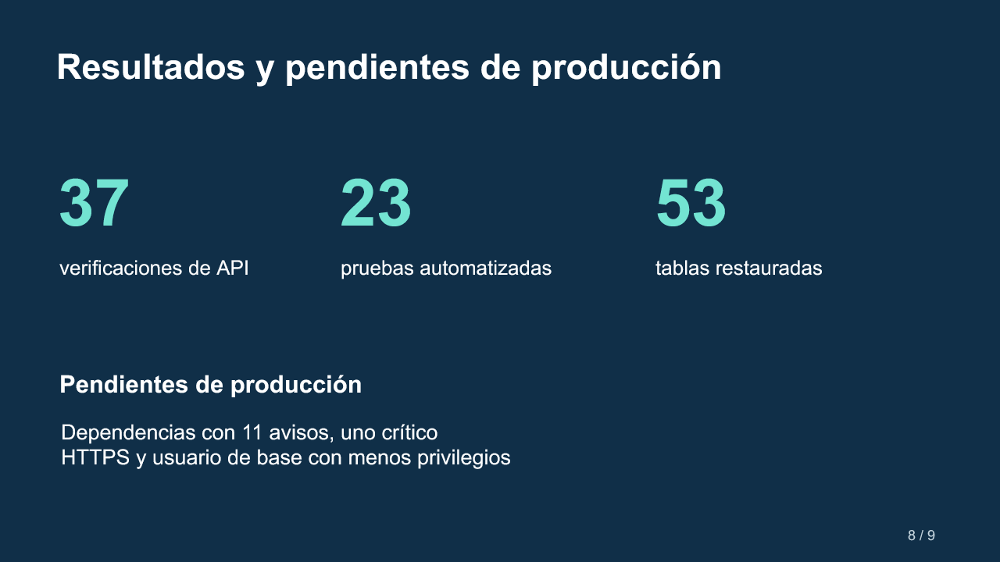 Resultados y pendientes de producción
37
23
53
verificaciones de API
pruebas automatizadas
tablas restauradas
Pendientes de producción
Dependencias con 11 avisos, uno crítico
HTTPS y usuario de base con menos privilegios
8 / 9